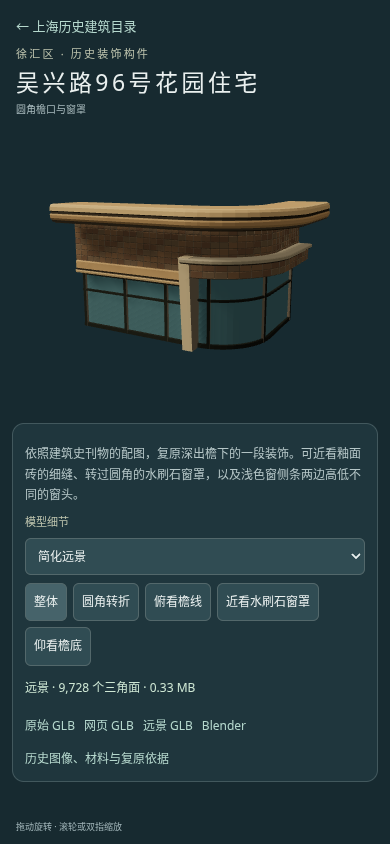 ← 上海历史建筑目录
徐汇区 · 历史装饰构件
吴兴路96号花园住宅
圆角檐口与窗罩
依照建筑史刊物的配图，复原深出檐下的一段装饰。可近看釉面
砖的细缝、转过圆角的水刷石窗罩，以及浅色窗侧条两边高低不
同的窗头。
模型细节
简化远景
整体 圆角转折 俯看檐线 近看水刷石窗罩
仰看檐底
远景 · 9,728 个三角面 · 0.33 MB
原始 GLB 网页 GLB 远景 GLB Blender
历史图像、材料与复原依据
拖动旋转 · 滚轮或双指缩放